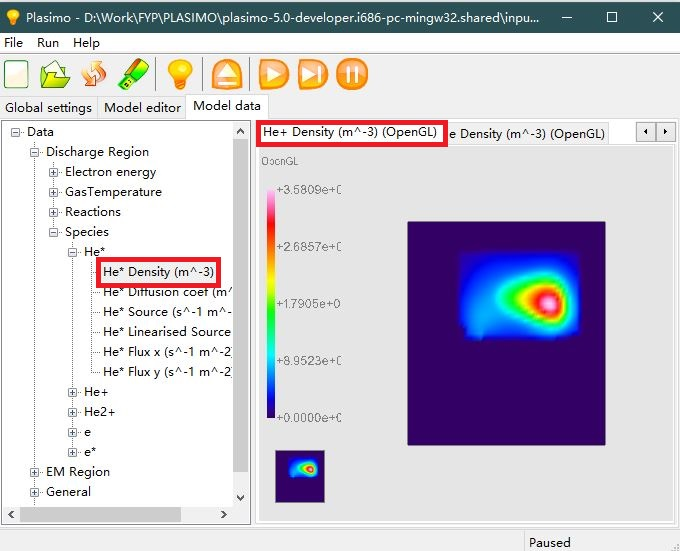 Plasimo - D:\Work\FYP\PLASIMO\plasimo-5.0-developer.i686-pc-mingw32.shared\inpu...
File Run Help
Global settings Model editor Model data
Data
Discharge Region
Electron energy
GasTemperature
Reactions
Species
He*
He* Density (m^-3)
He* Diffusion coef (m^
He* Source (s^-1 m^-
He* Linearised Source
He* Flux x (s^-1 m^-2)
He* Flux y (s^-1 m^-2)
He+
He2+
e
e*
EM Region
General
He+ Density (m^-3) (OpenGL) e Density (m^-3) (OpenGL)
OpenGL
+3.5809e+0
+2.6857e+0
+1.7905e+0
+8.9523e+0
+0.0000e+0
Paused